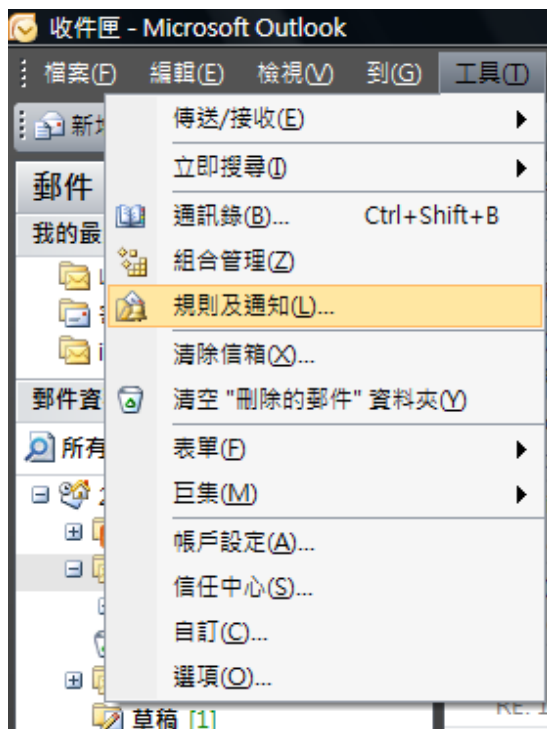 收件匣 - Microsoft Outlook
檔案(F) 編輯(E) 檢視(V) 到(G) 工具(T)
傳送/接收(E)
立即搜尋(I)
郵件
通訊錄(B)... Ctrl+Shift+B
我的最
組合管理(Z)
規則及通知(L)...
清除信箱(X)...
郵件資
清空 "刪除的郵件" 資料夾(Y)
所有
表單(F)
巨集(M)
帳戶設定(A)...
信任中心(S)...
自訂(C)...
選項(O)...
草稿 [1]